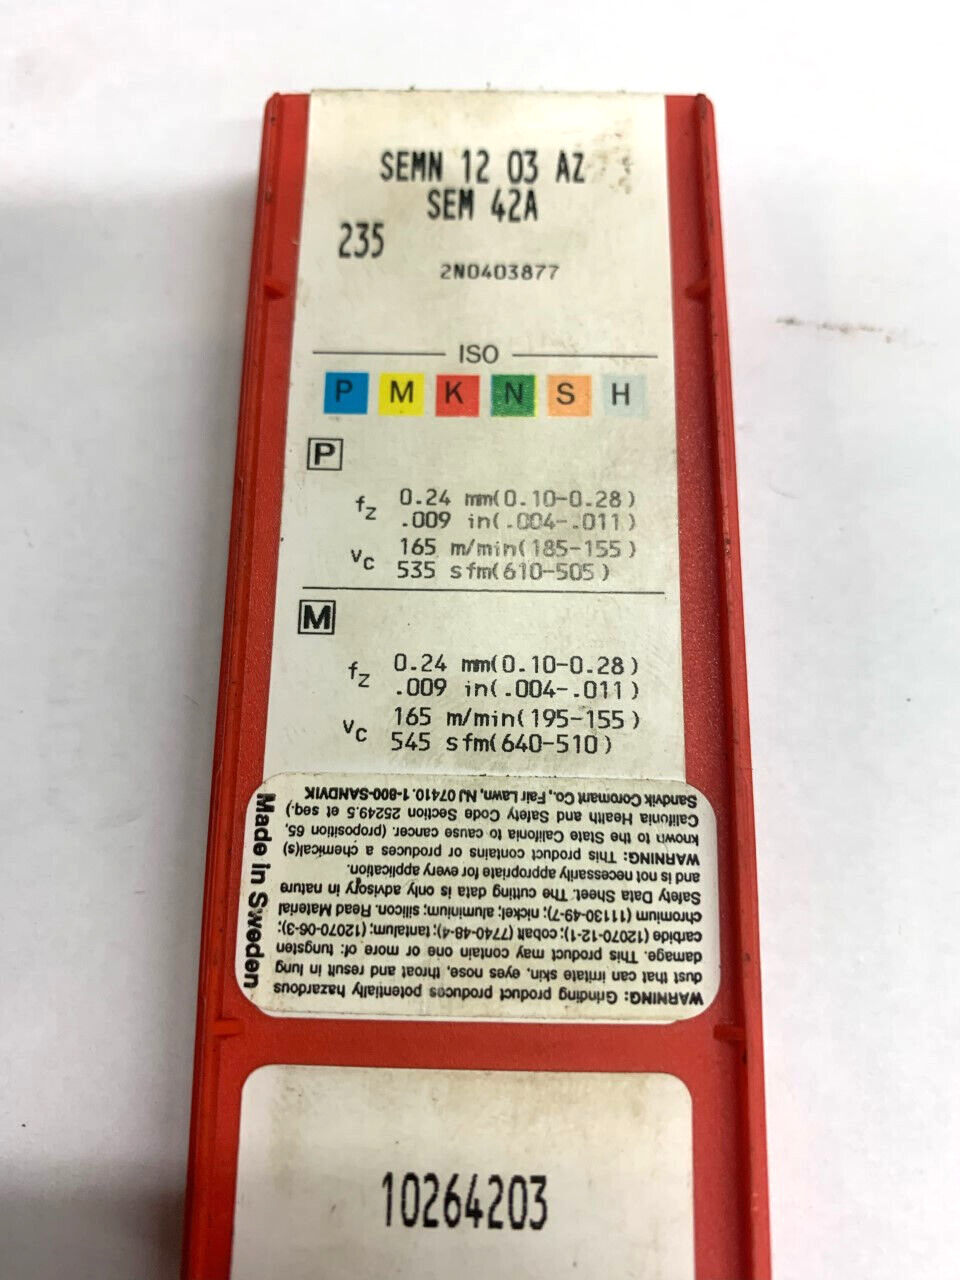 SEMN 12 03 AZ
SEM 42A
235
2N0403877
ISO
P M K N S H
P
fz 0.24 mm(0.10-0.28)
.009 in(.004-.011)
vc 165 m/min(185-155)
535 sfm(610-505)
M
fz 0.24 mm(0.10-0.28)
.009 in(.004-.011)
vc 165 m/min(195-155)
545 sfm(640-510)
WARNING: Grinding product produces potentially hazardous
dust that can irritate skin, eyes, nose, throat and result in lung
damage. This product may contain one or more of: tungsten
carbide (12070-12-1); cobalt (7740-48-4); tantalum; (12070-06-3);
chromium (11130-49-7); nickel; aluminium; silicon. Read Material
Safety Data Sheet. The cutting data is only advisory in nature
and is not necessarily appropriate for every application.
WARNING: This product contains or produces a chemical(s)
known to the State Califonia to cause cancer. (proposition 65,
Califonia Health and Safety Code Section 25249.5 et seq.)
Sandvik Coromant Co., Fair Lawn, NJ 07410. 1-800-SANDVIK
Made in Sweden
10264203